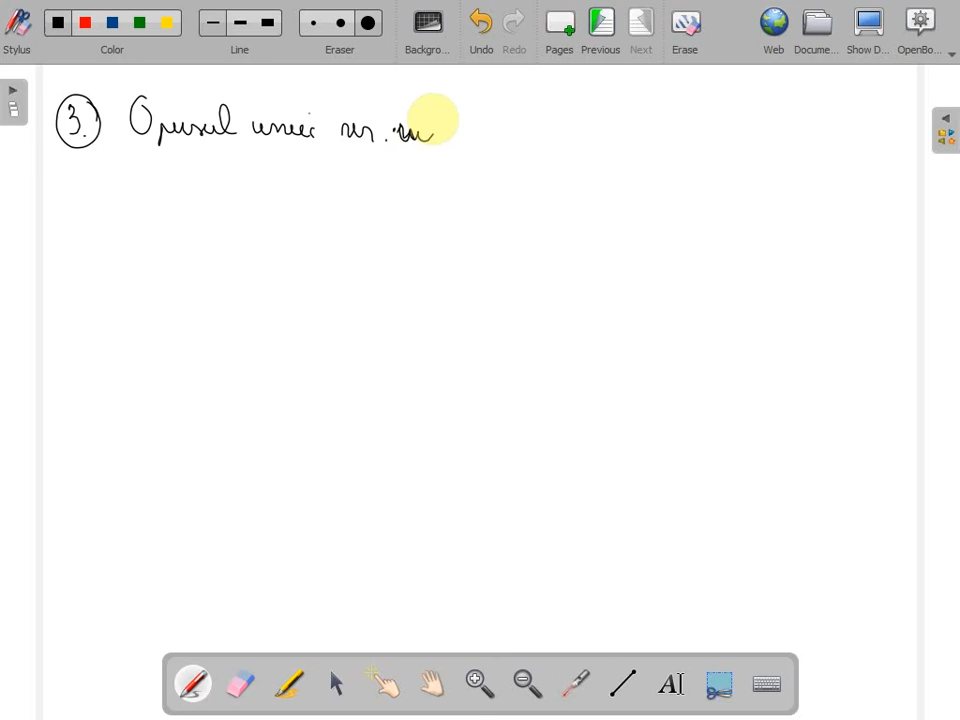 Stylus
Color
Line
Eraser
Backgro...
Undo
Redo
Pages
Previous
Next
Erase
Web
Docume...
Show D...
OpenBo...
3. Opusul unui nr.